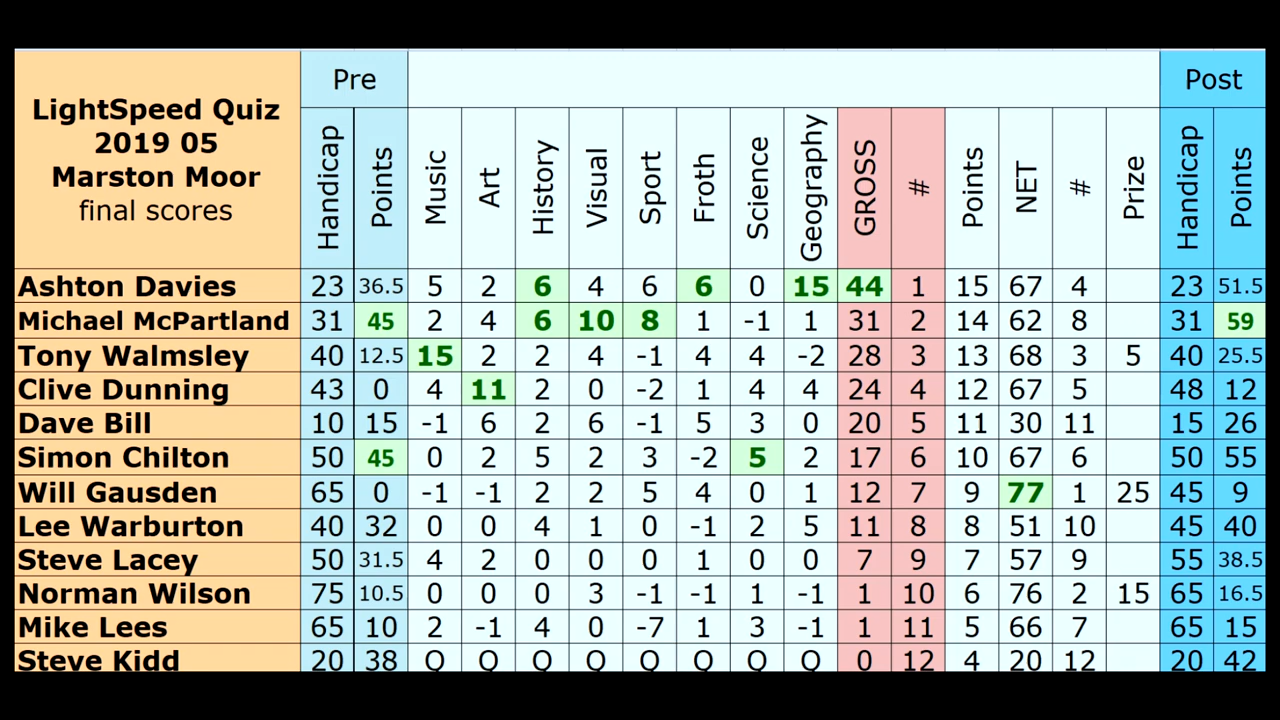 LightSpeed Quiz
2019 05
Marston Moor
final scores
Pre Post
Handicap Points Music Art History Visual Sport Froth Science Geography GROSS # Points NET # Prize Handicap Points
Ashton Davies 23 36.5 5 2 6 4 6 6 0 15 44 1 15 67 4 23 51.5
Michael McPartland 31 45 2 4 6 10 8 1 -1 1 31 2 14 62 8 31 59
Tony Walmsley 40 12.5 15 2 2 4 -1 4 4 -2 28 3 13 68 3 5 40 25.5
Clive Dunning 43 0 4 11 2 0 -2 1 4 4 24 4 12 67 5 48 12
Dave Bill 10 15 -1 6 2 6 -1 5 3 0 20 5 11 30 11 15 26
Simon Chilton 50 45 0 2 5 2 3 -2 5 2 17 6 10 67 6 50 55
Will Gausden 65 0 -1 -1 2 2 5 4 0 1 12 7 9 77 1 25 45 9
Lee Warburton 40 32 0 0 4 1 0 -1 2 5 11 8 8 51 10 45 40
Steve Lacey 50 31.5 4 2 0 0 0 1 0 0 7 9 7 57 9 55 38.5
Norman Wilson 75 10.5 0 0 0 3 -1 -1 1 -1 1 10 6 76 2 15 65 16.5
Mike Lees 65 10 2 -1 4 0 -7 1 3 -1 1 11 5 66 7 65 15
Steve Kidd 20 38 Q Q Q Q Q Q Q Q 0 12 4 20 12 20 42